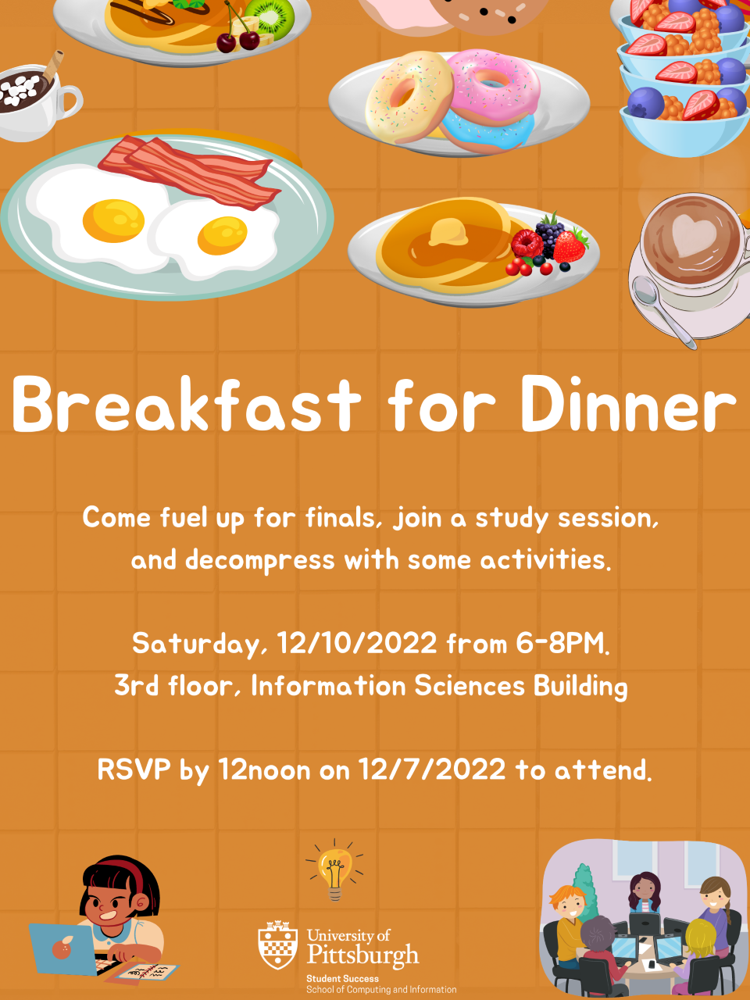 Breakfast for Dinner
Come fuel up for finals, join a study session,
and decompress with some activities.
Saturday, 12/10/2022 from 6-8PM.
3rd floor, Information Sciences Building
RSVP by 12noon on 12/7/2022 to attend.
University of
Pittsburgh
Student Success
School of Computing and Information